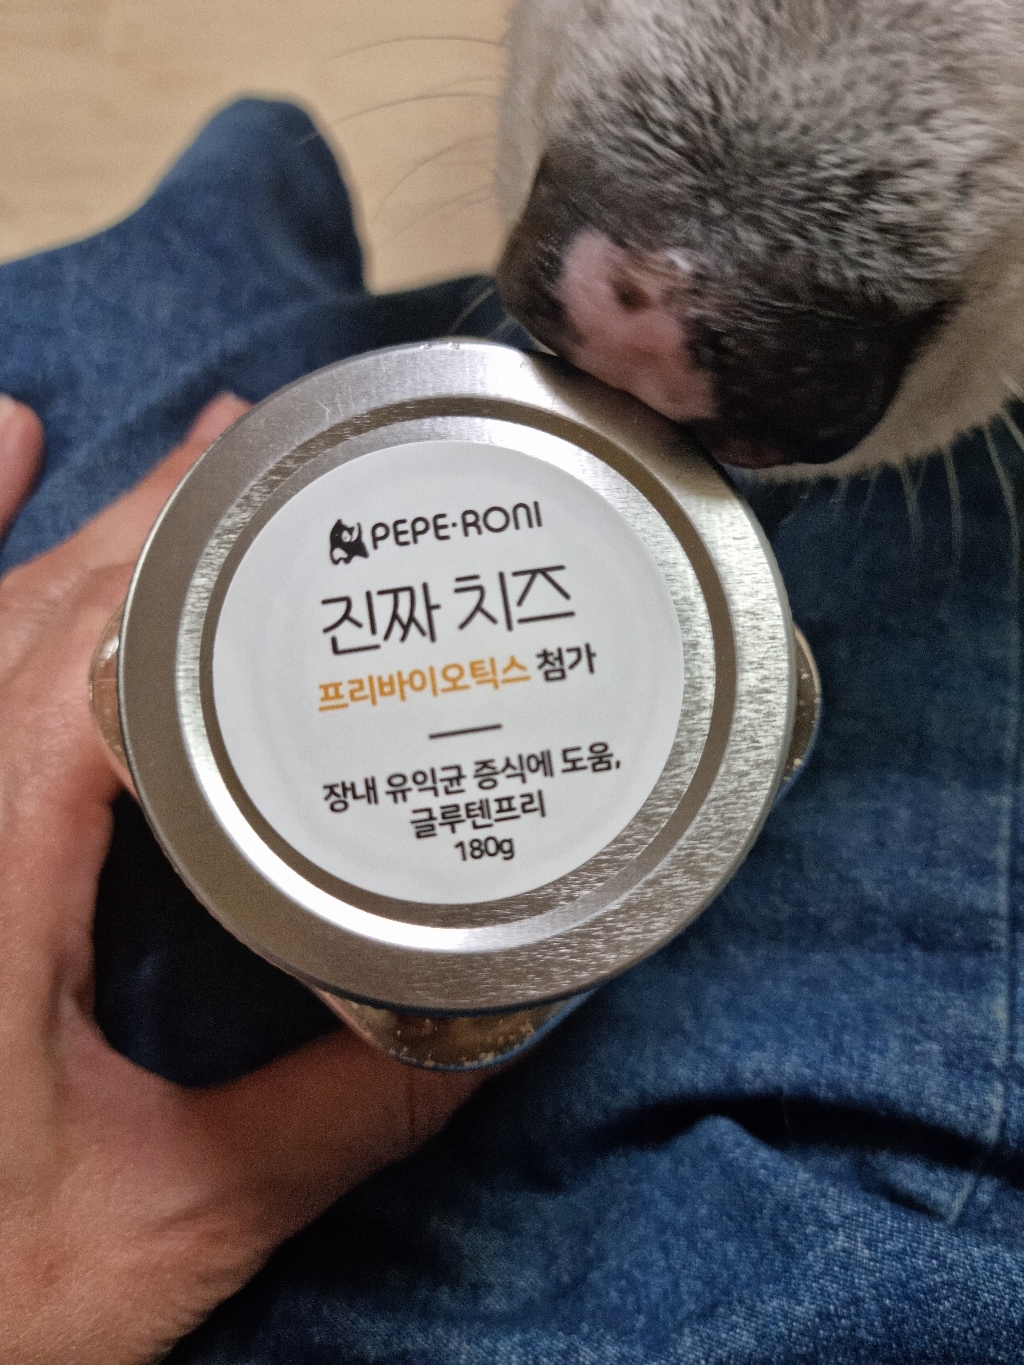 PEPE·RONI
진짜 치즈
프리바이오틱스 첨가
장내 유익균 증식에 도움,
글루텐프리
180g